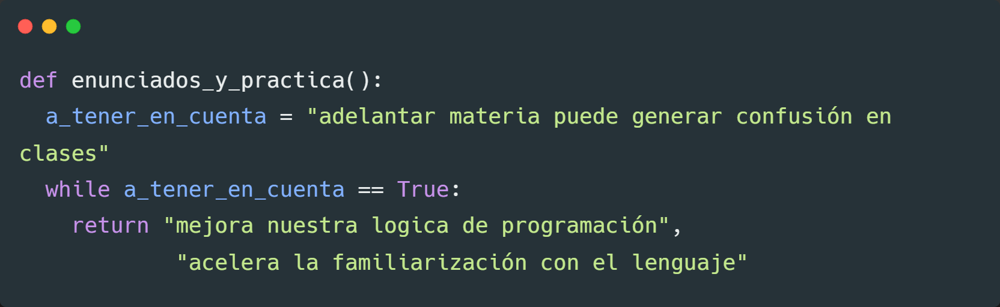 def enunciados_y_practica():
  a_tener_en_cuenta = "adelantar materia puede generar confusión en
clases"
  while a_tener_en_cuenta == True:
    return "mejora nuestra logica de programación",
            "acelera la familiarización con el lenguaje"